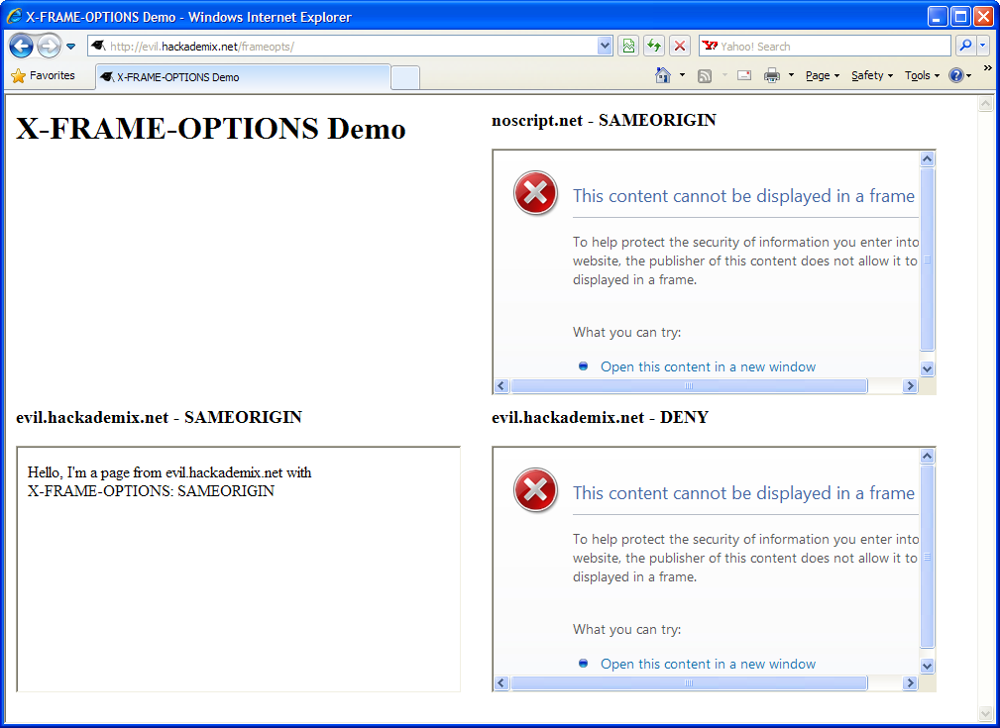 X-FRAME-OPTIONS Demo - Windows Internet Explorer
http://evil.hackademix.net/frameopts/
Yahoo! Search
Favorites
X-FRAME-OPTIONS Demo
Page
Safety
Tools
X-FRAME-OPTIONS Demo
noscript.net - SAMEORIGIN
This content cannot be displayed in a frame
To help protect the security of information you enter into
website, the publisher of this content does not allow it to
displayed in a frame.
What you can try:
Open this content in a new window
evil.hackademix.net - SAMEORIGIN
Hello, I'm a page from evil.hackademix.net with
X-FRAME-OPTIONS: SAMEORIGIN
evil.hackademix.net - DENY
This content cannot be displayed in a frame
To help protect the security of information you enter into
website, the publisher of this content does not allow it to
displayed in a frame.
What you can try:
Open this content in a new window